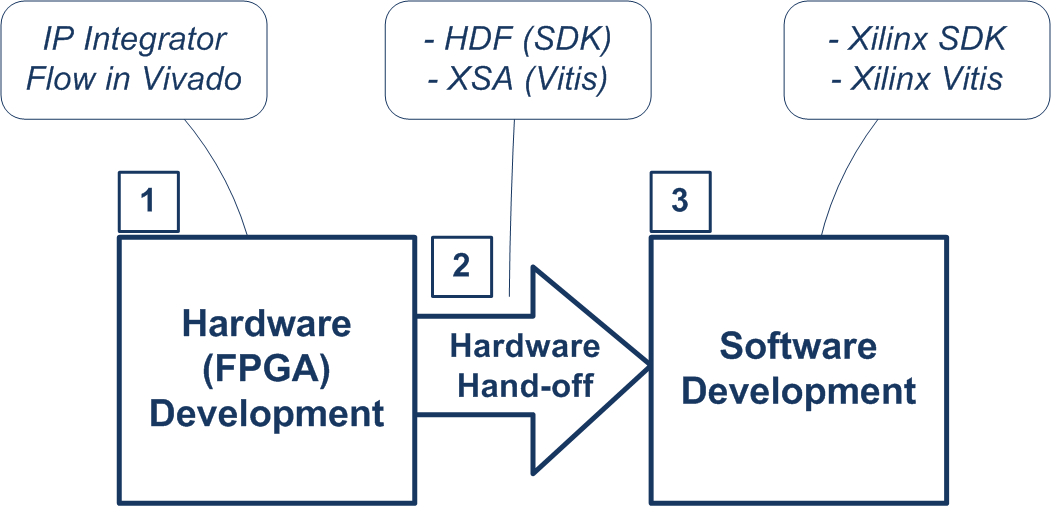 IP Integrator
Flow in Vivado
- HDF (SDK)
- XSA (Vitis)
- Xilinx SDK
- Xilinx Vitis
1
Hardware
(FPGA)
Development
2
Hardware
Hand-off
3
Software
Development